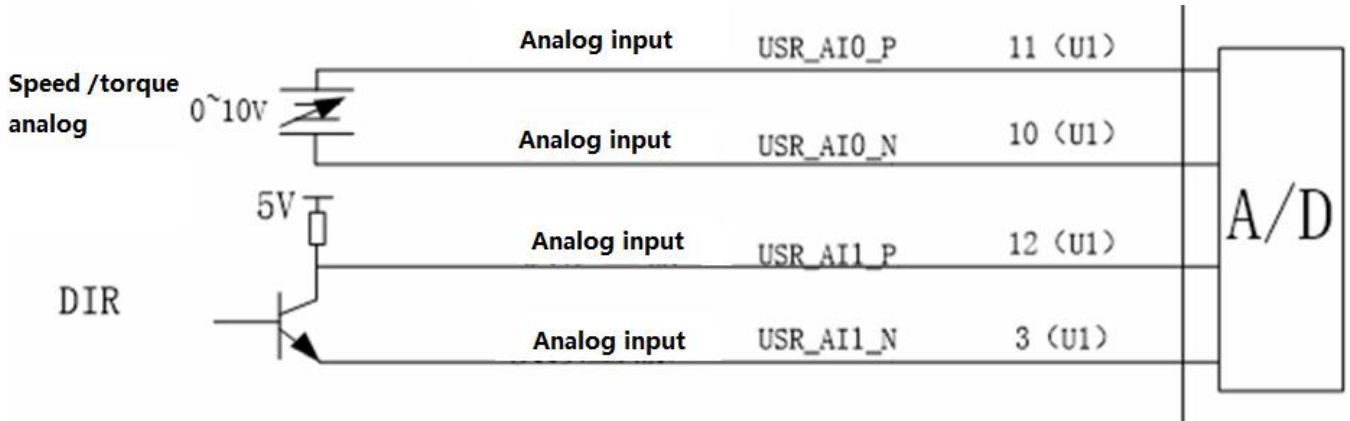 Analog input USR_AI0_P 11 (U1)
Speed /torque
analog
0~10V
Analog input USR_AI0_N 10 (U1)
5V
Analog input USR_AI1_P 12 (U1)
A/D
DIR
Analog input USR_AI1_N 3 (U1)